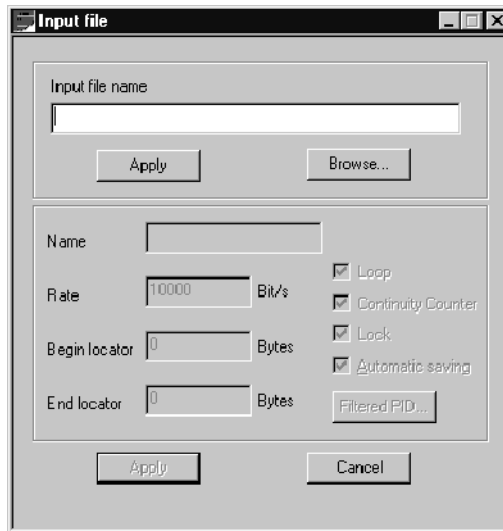 Input file
Input file name
Apply
Browse...
Name
Rate
10000
Bit/s
Begin locator
0
Bytes
End locator
0
Bytes
Loop
Continuity Counter
Lock
Automatic saving
Filtered PID...
Apply
Cancel